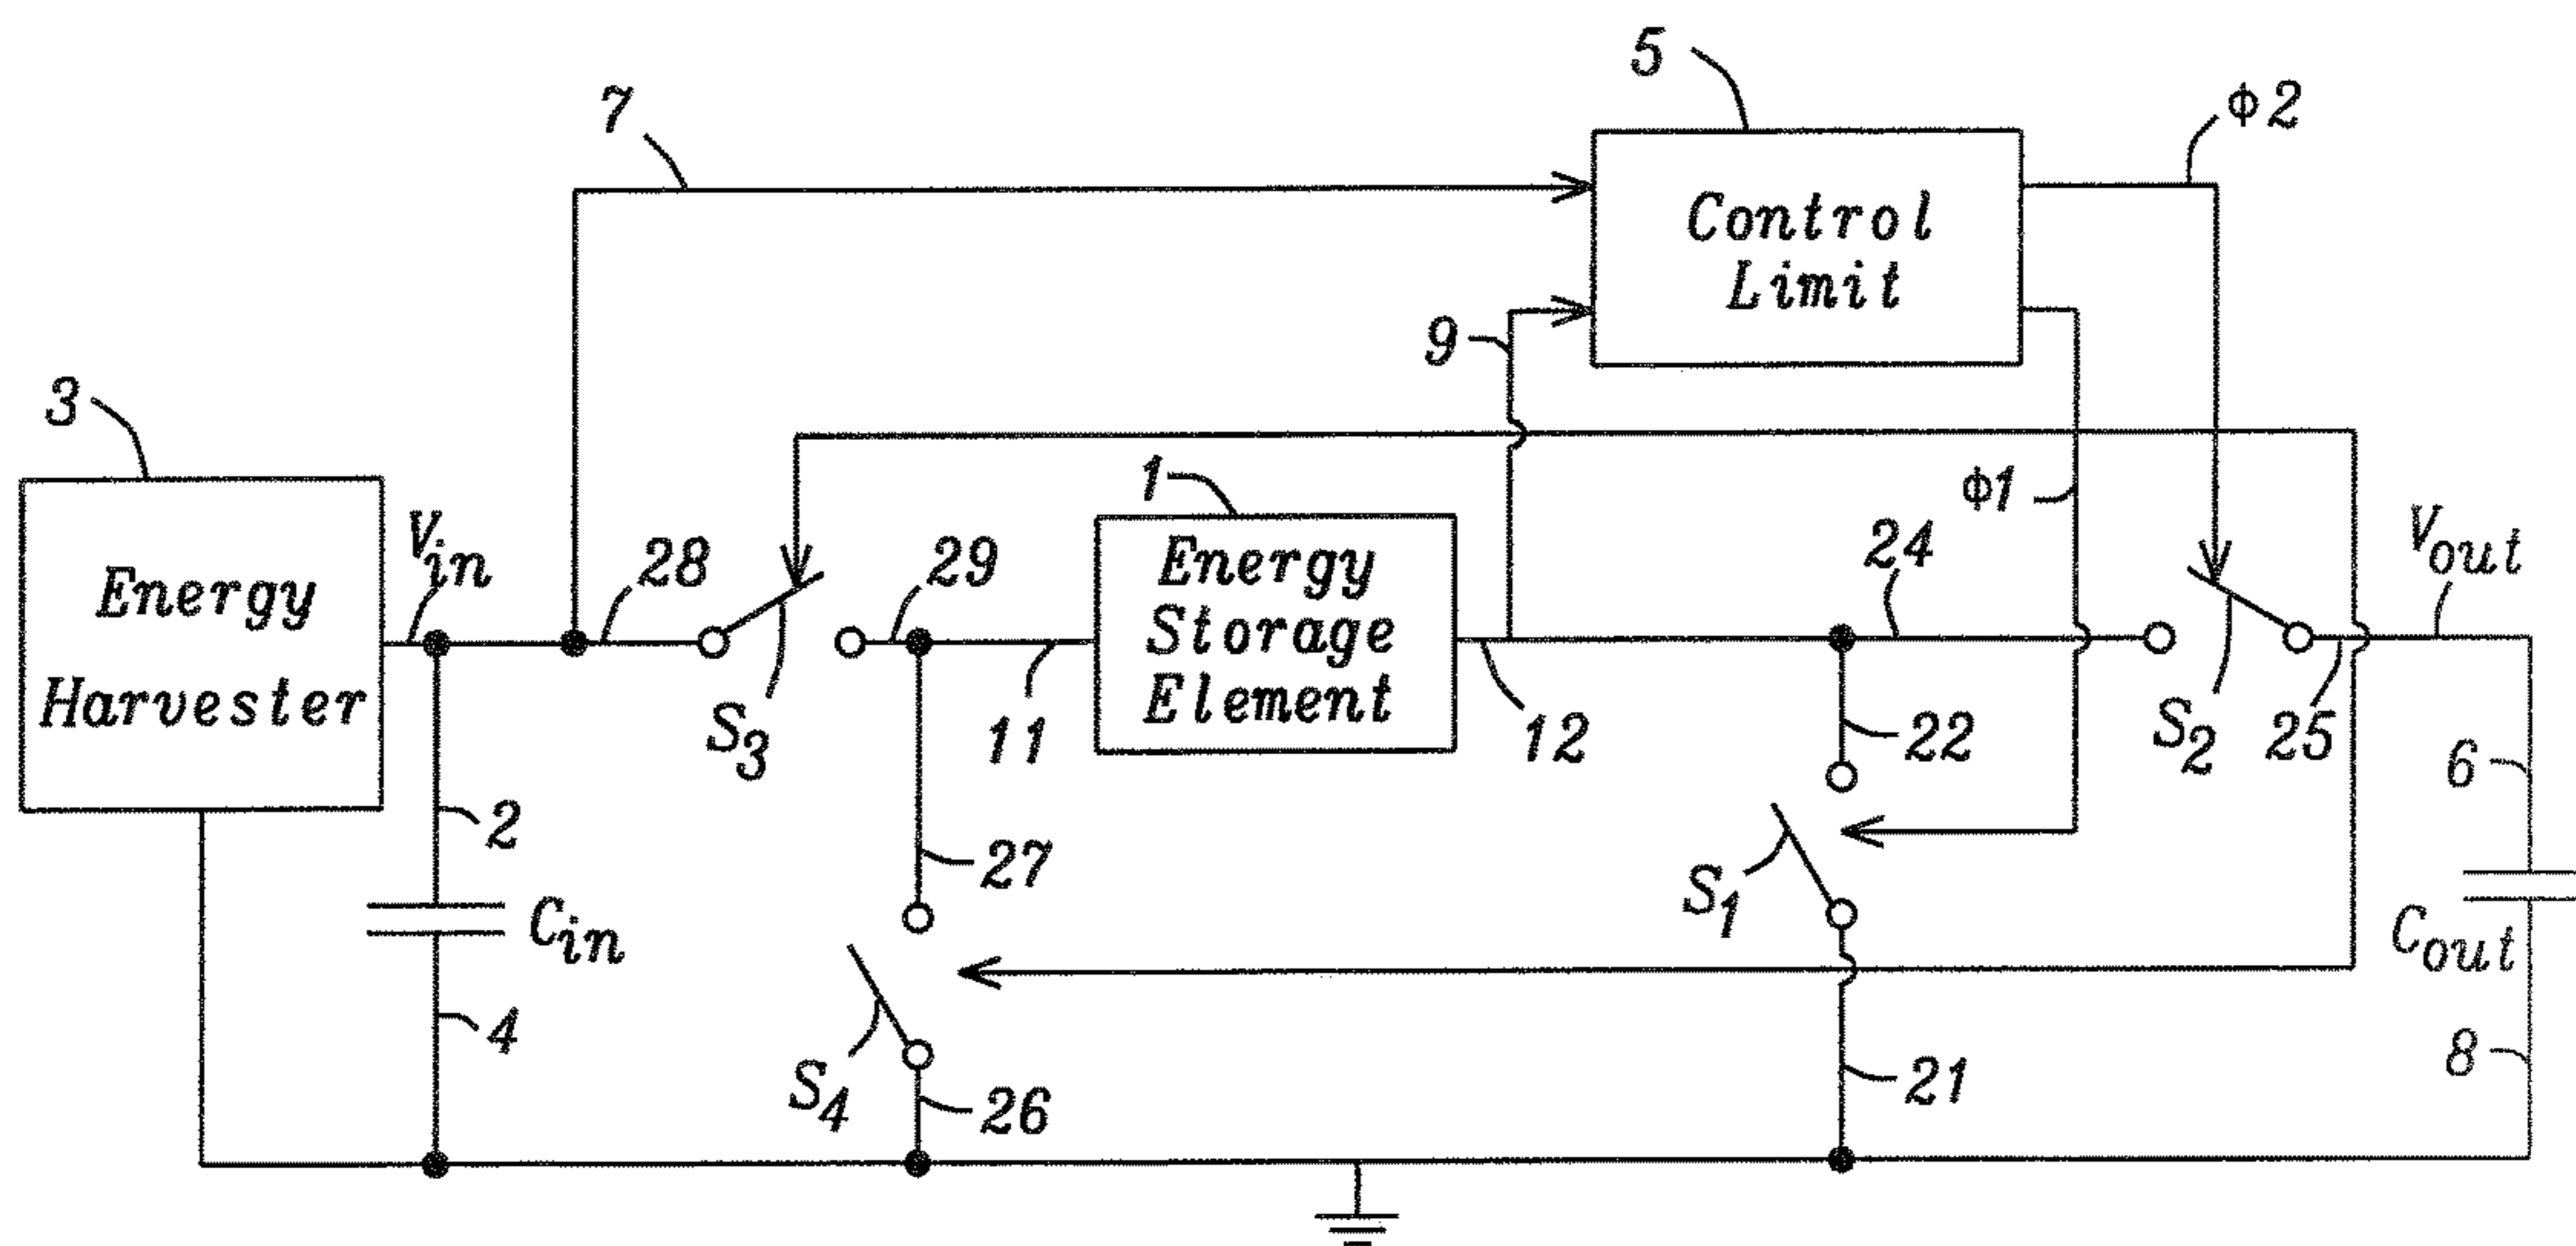 5
ϕ2
7
Control
Limit
9
3
1
ϕ1
Energy
Harvester
Vin
28
29
Energy
Storage
Element
24
Vout
S3
11
12
22
S2
25
6
2
27
S1
Cin
Cout
4
S4
26
21
8